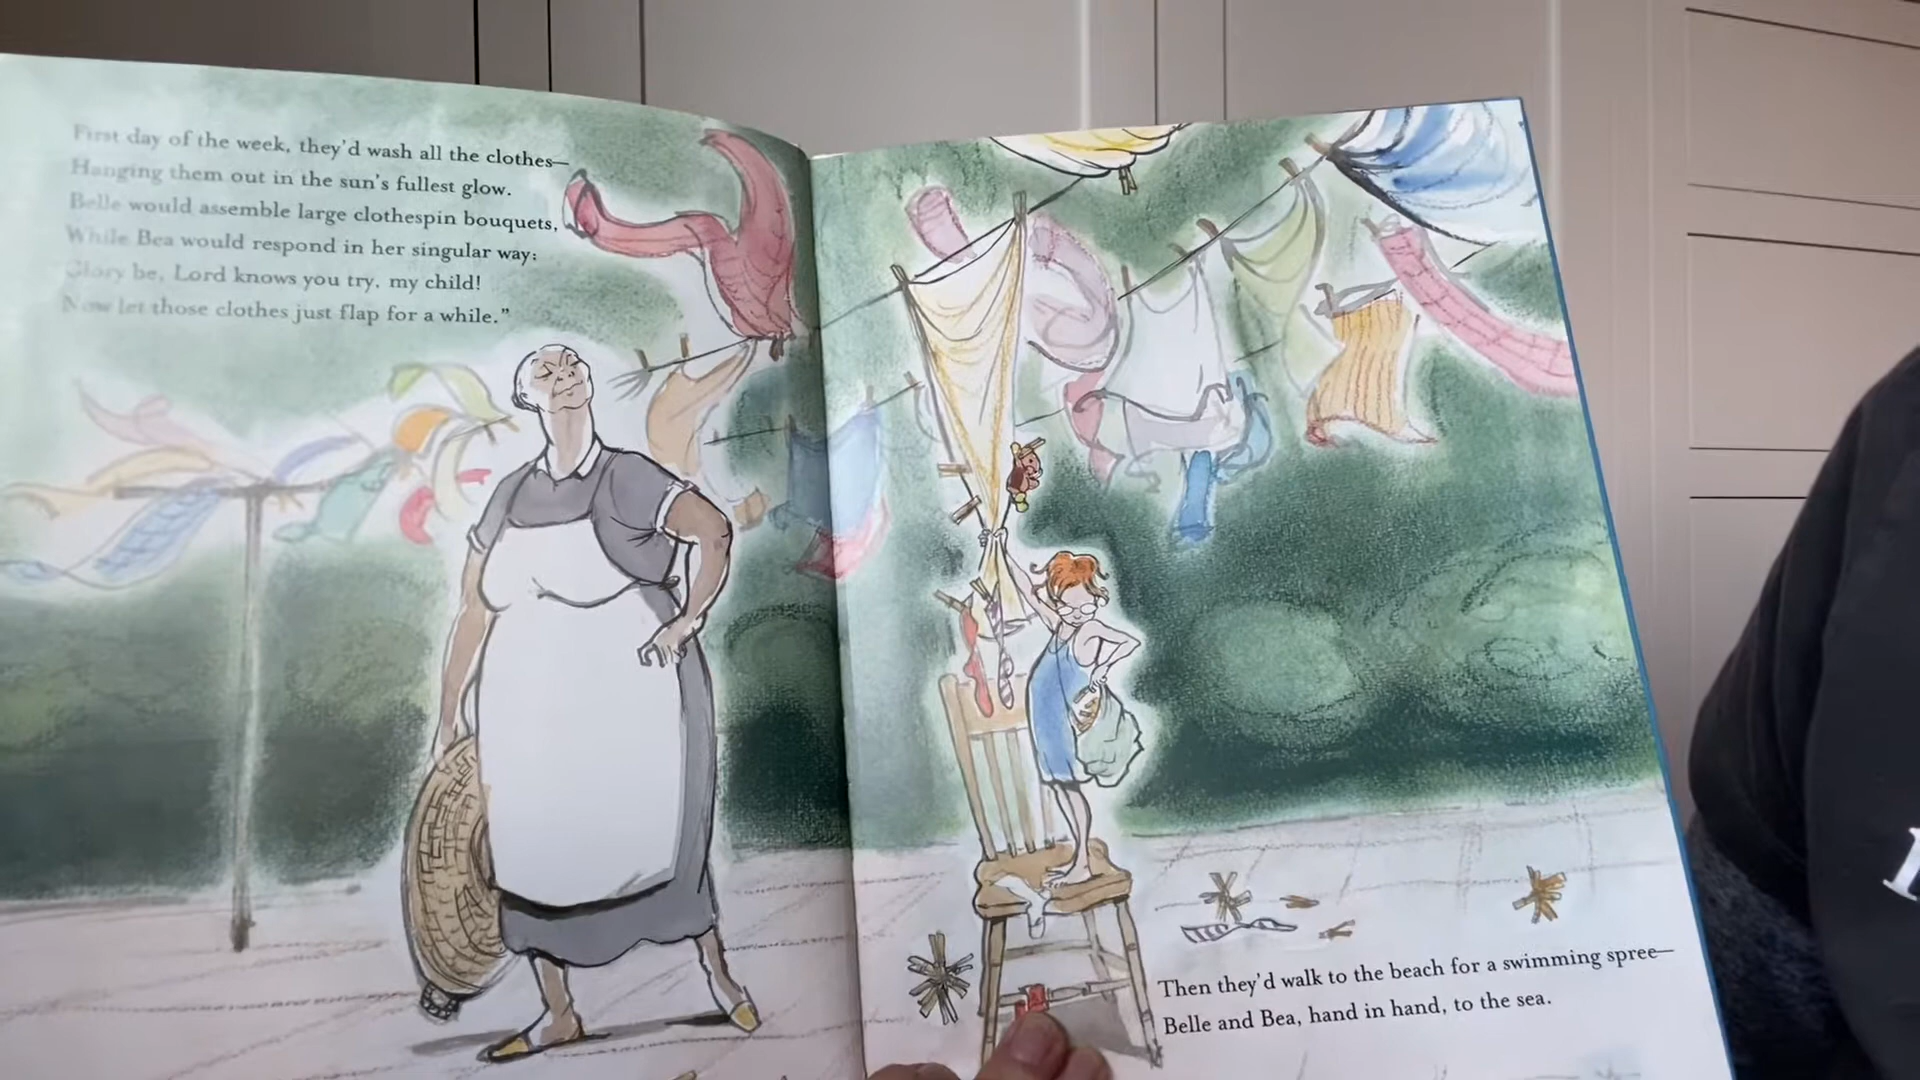 First day of the week, they'd wash all the clothes—
Hanging them out in the sun's fullest glow.
Belle would assemble large clothespin bouquets,
While Bea would respond in her singular way:
Glory be, Lord knows you try, my child!
Now let those clothes just flap for a while."
Then they'd walk to the beach for a swimming spree—
Belle and Bea, hand in hand, to the sea.